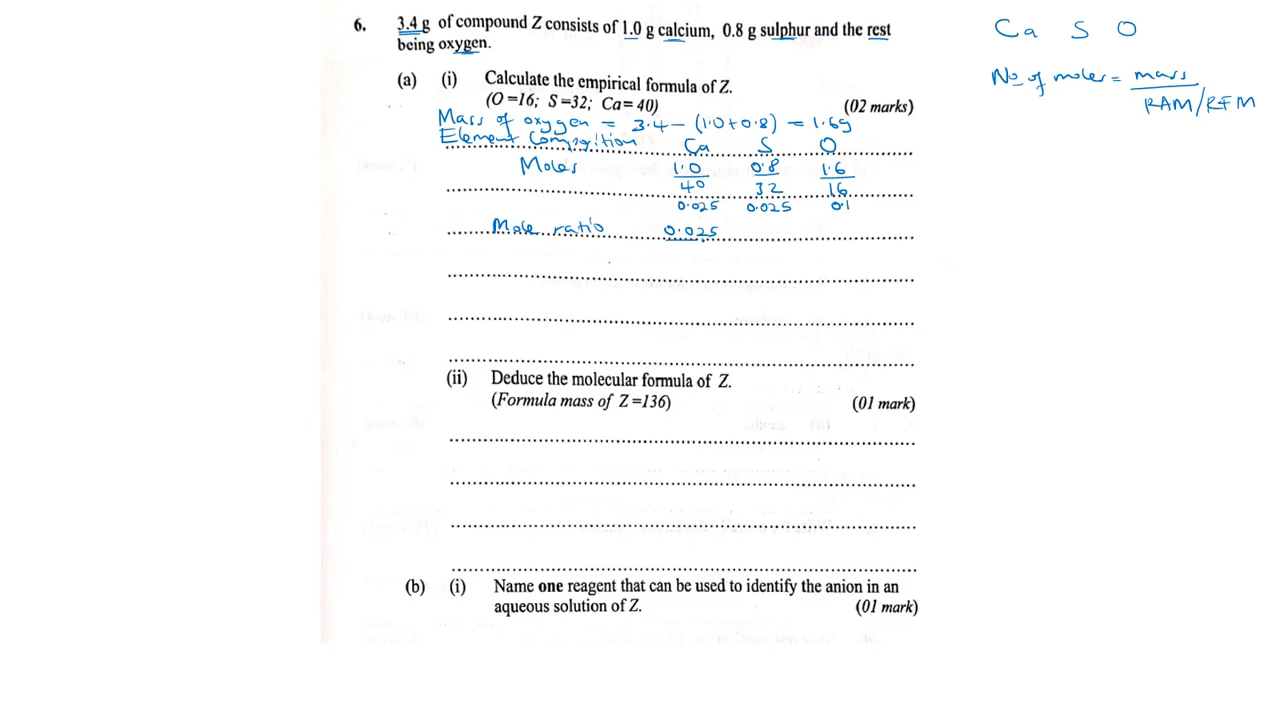 6. 3.4 g of compound Z consists of 1.0 g calcium, 0.8 g sulphur and the rest
being oxygen.
Ca S O
No of moles = mass
RAM/RFM
(a) (i) Calculate the empirical formula of Z.
(O =16; S =32; Ca = 40) (02 marks)
Mass of oxygen = 3.4 - (1.0+0.8) = 1.6g
Element Composition Ca S O
Moles 1.0 0.8 1.6
40 32 16
0.025 0.025 0.1
Mole ratio 0.025
(ii) Deduce the molecular formula of Z.
(Formula mass of Z =136) (01 mark)
(b) (i) Name one reagent that can be used to identify the anion in an
aqueous solution of Z. (01 mark)